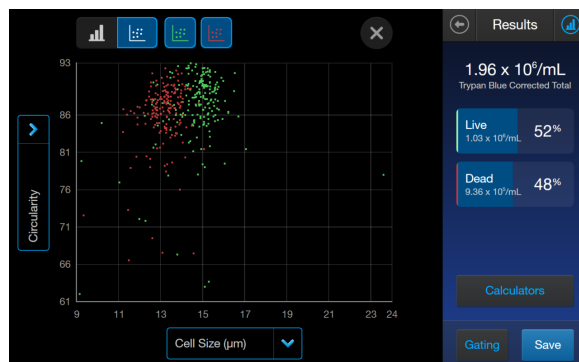 Results
1.96 x 10⁶/mL
Trypan Blue Corrected Total
Live
1.03 x 10⁶/mL
52%
Dead
9.36 x 10⁵/mL
48%
Calculators
Gating
Save
Circularity
93
86
81
76
71
66
61
9 11 13 15 17 19 21 23 24
Cell Size (µm)